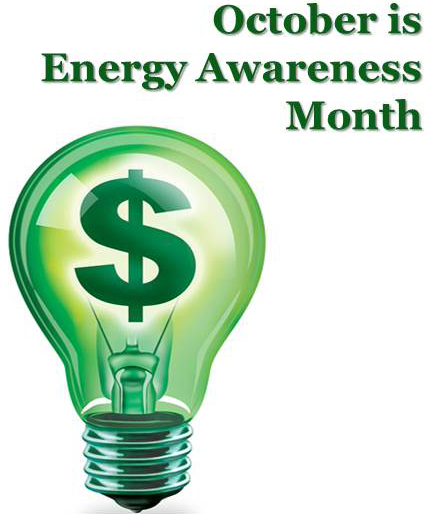 October is
Energy Awareness
Month
$